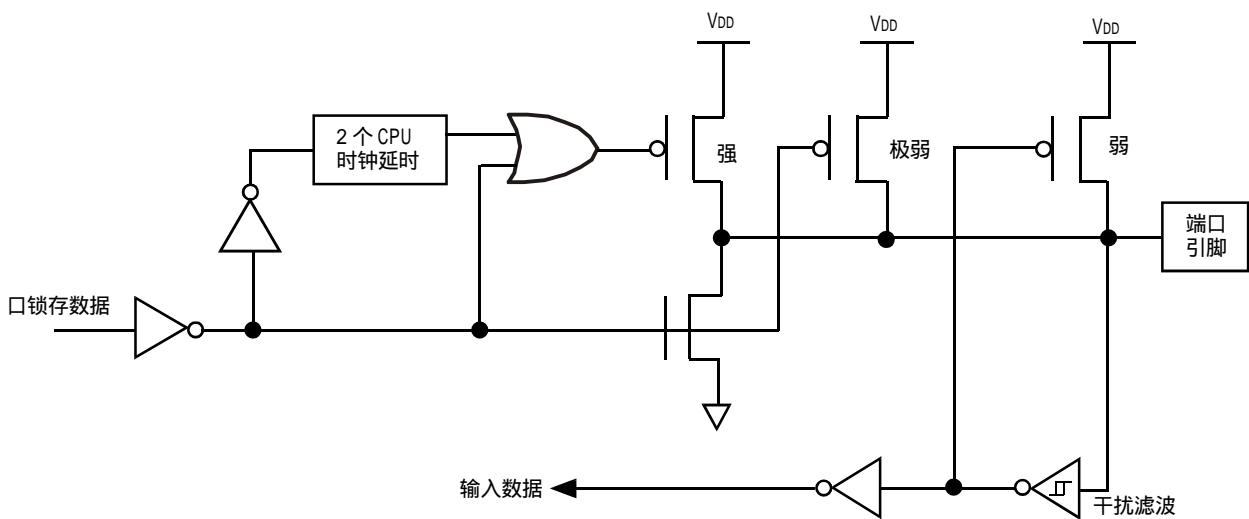 VDD
VDD
VDD
2 个 CPU
时钟延时
强
极弱
弱
端口
引脚
口锁存数据
输入数据
干扰滤波